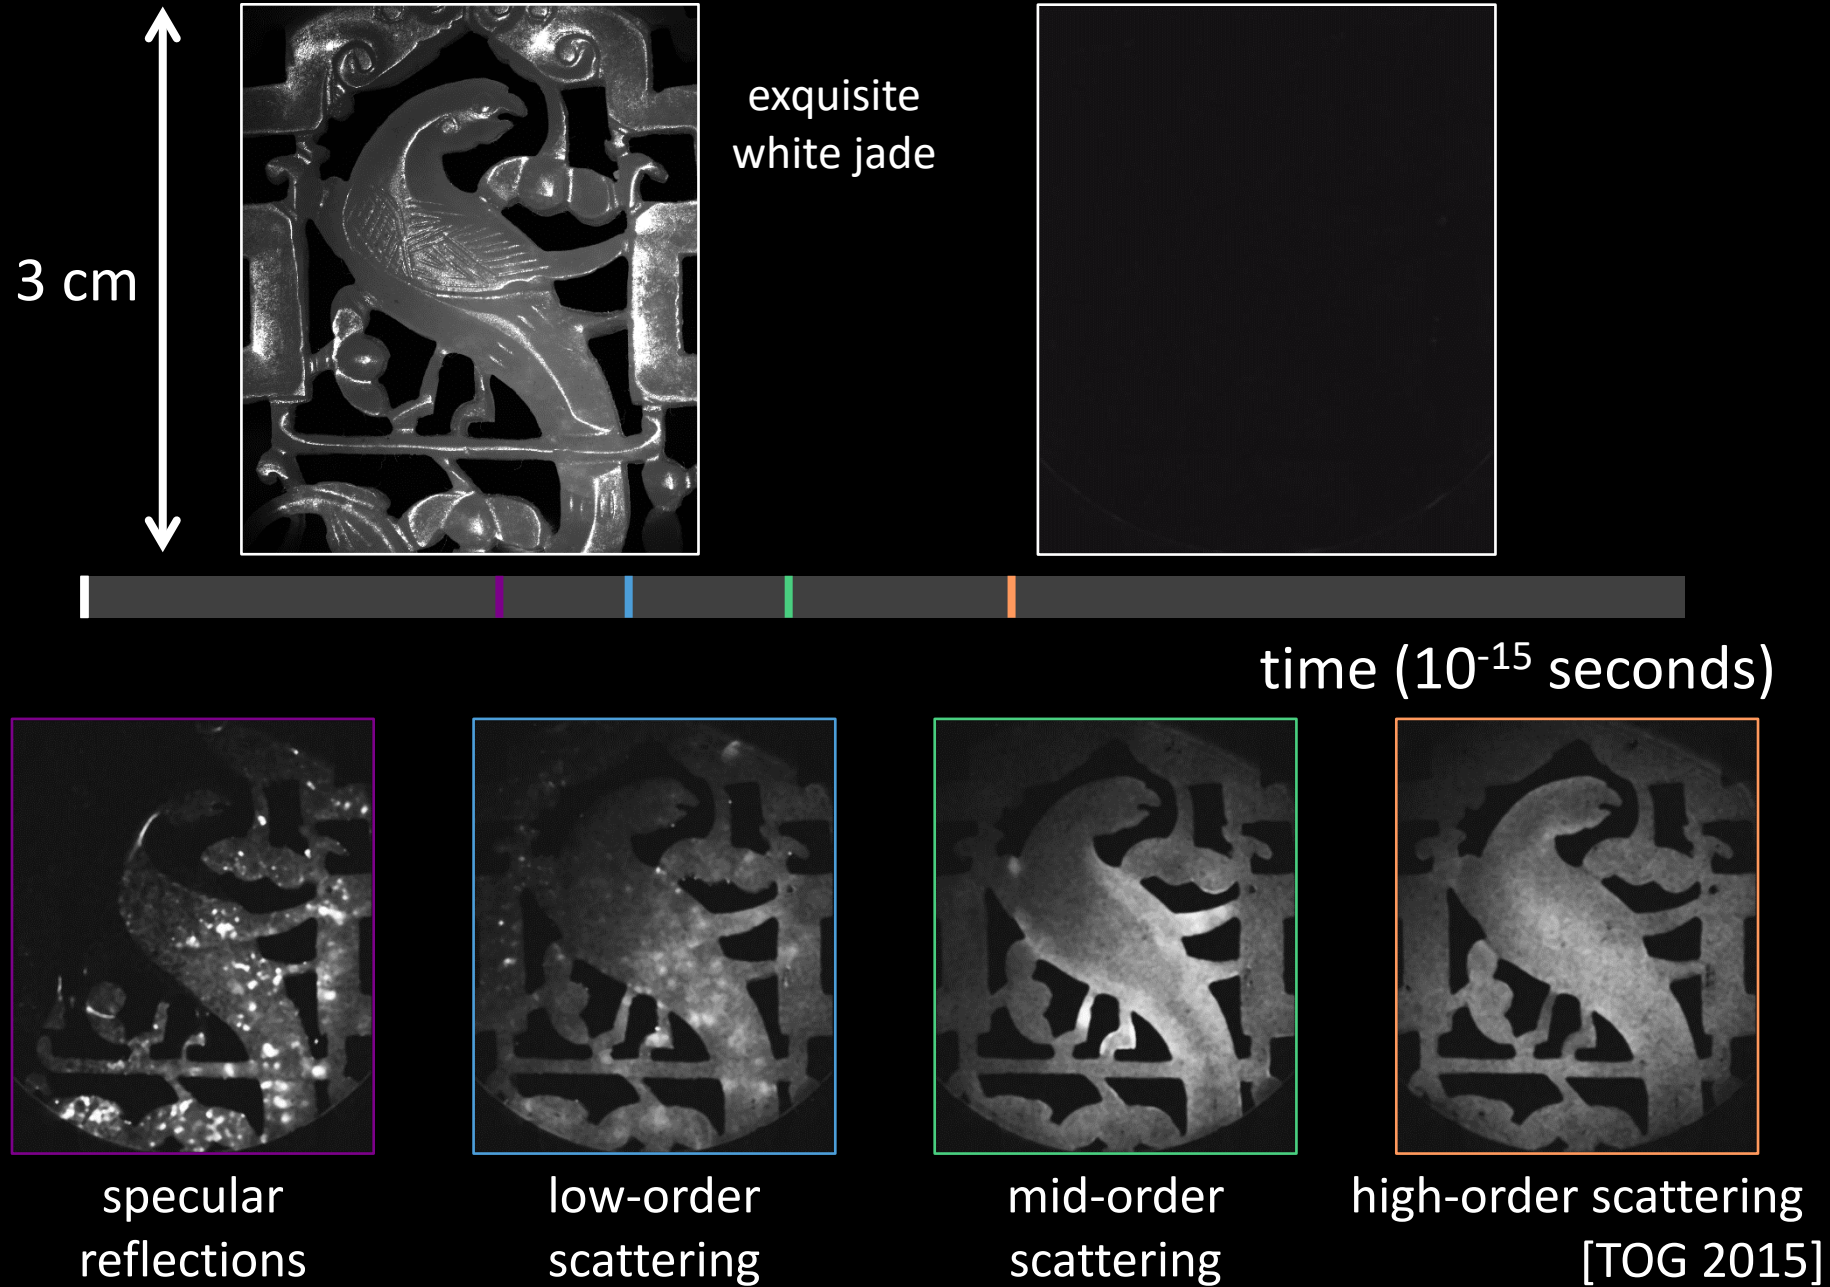 exquisite
white jade
3 cm
time (10⁻¹⁵ seconds)
specular
reflections
low-order
scattering
mid-order
scattering
high-order scattering
[TOG 2015]